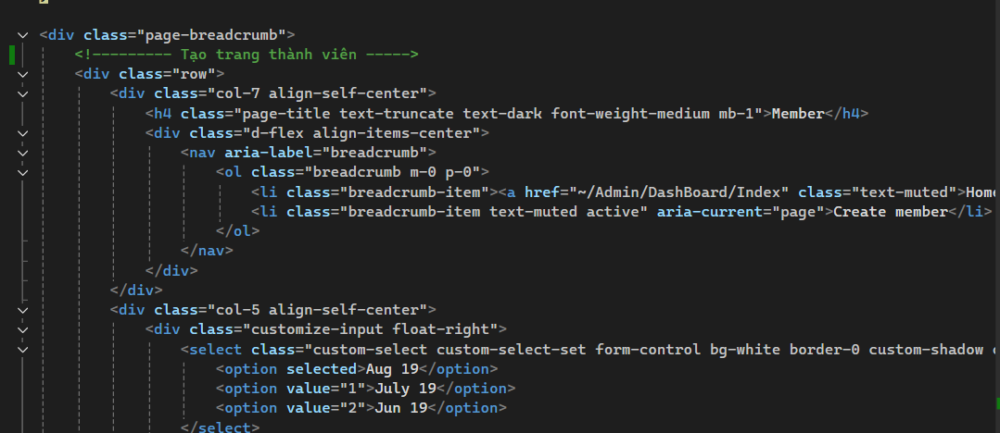 <div class="page-breadcrumb">
<!--------- Tạo trang thành viên ----->
<div class="row">
<div class="col-7 align-self-center">
<h4 class="page-title text-truncate text-dark font-weight-medium mb-1">Member</h4>
<div class="d-flex align-items-center">
<nav aria-label="breadcrumb">
<ol class="breadcrumb m-0 p-0">
<li class="breadcrumb-item"><a href="~/Admin/DashBoard/Index" class="text-muted">Home
<li class="breadcrumb-item text-muted active" aria-current="page">Create member</li>
</ol>
</nav>
</div>
</div>
<div class="col-5 align-self-center">
<div class="customize-input float-right">
<select class="custom-select custom-select-set form-control bg-white border-0 custom-shadow
<option selected>Aug 19</option>
<option value="1">July 19</option>
<option value="2">Jun 19</option>
</select>